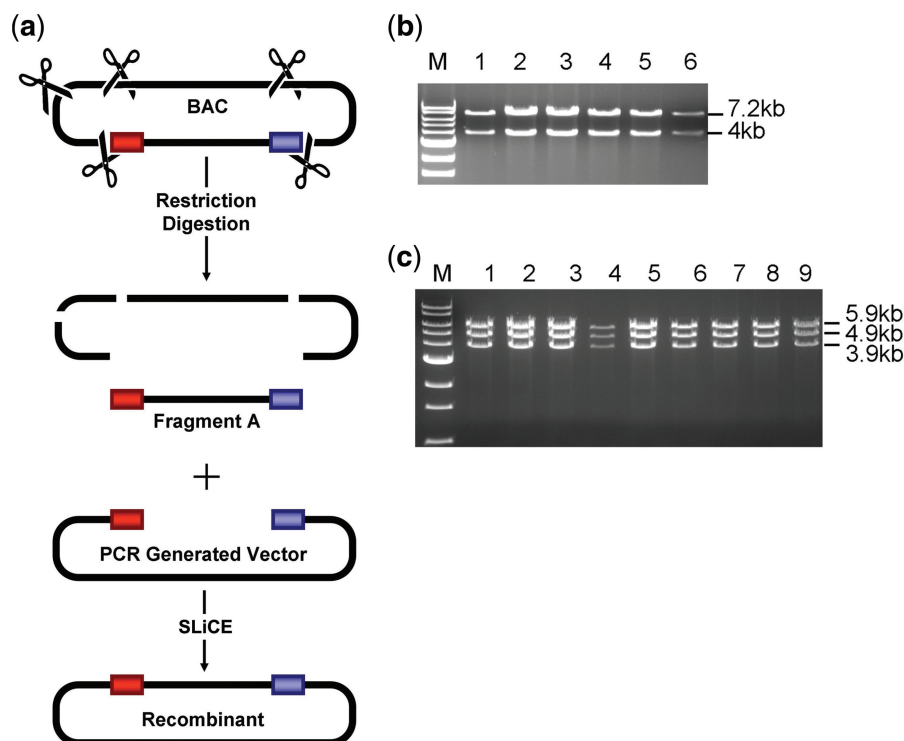 (a)
BAC
Restriction
Digestion
Fragment A
+
PCR Generated Vector
SLiCE
Recombinant
(b)
M 1 2 3 4 5 6
7.2kb
4kb
(c)
M 1 2 3 4 5 6 7 8 9
5.9kb
4.9kb
3.9kb